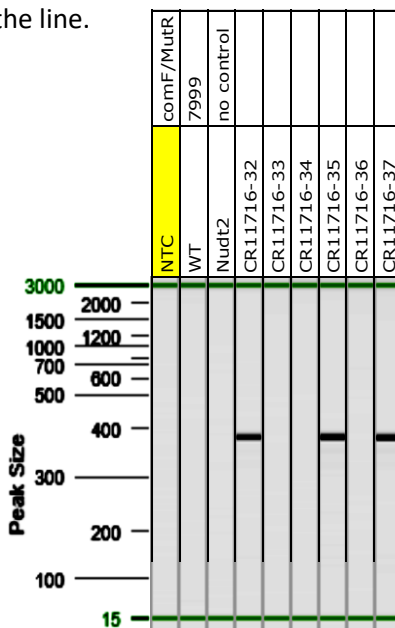 the line.
comF/MutR
7999
no control
NTC
WT
Nudt2
CR11716-32
CR11716-33
CR11716-34
CR11716-35
CR11716-36
CR11716-37
Peak Size
3000
2000
1500
1200
1000
700
600
500
400
300
200
100
15